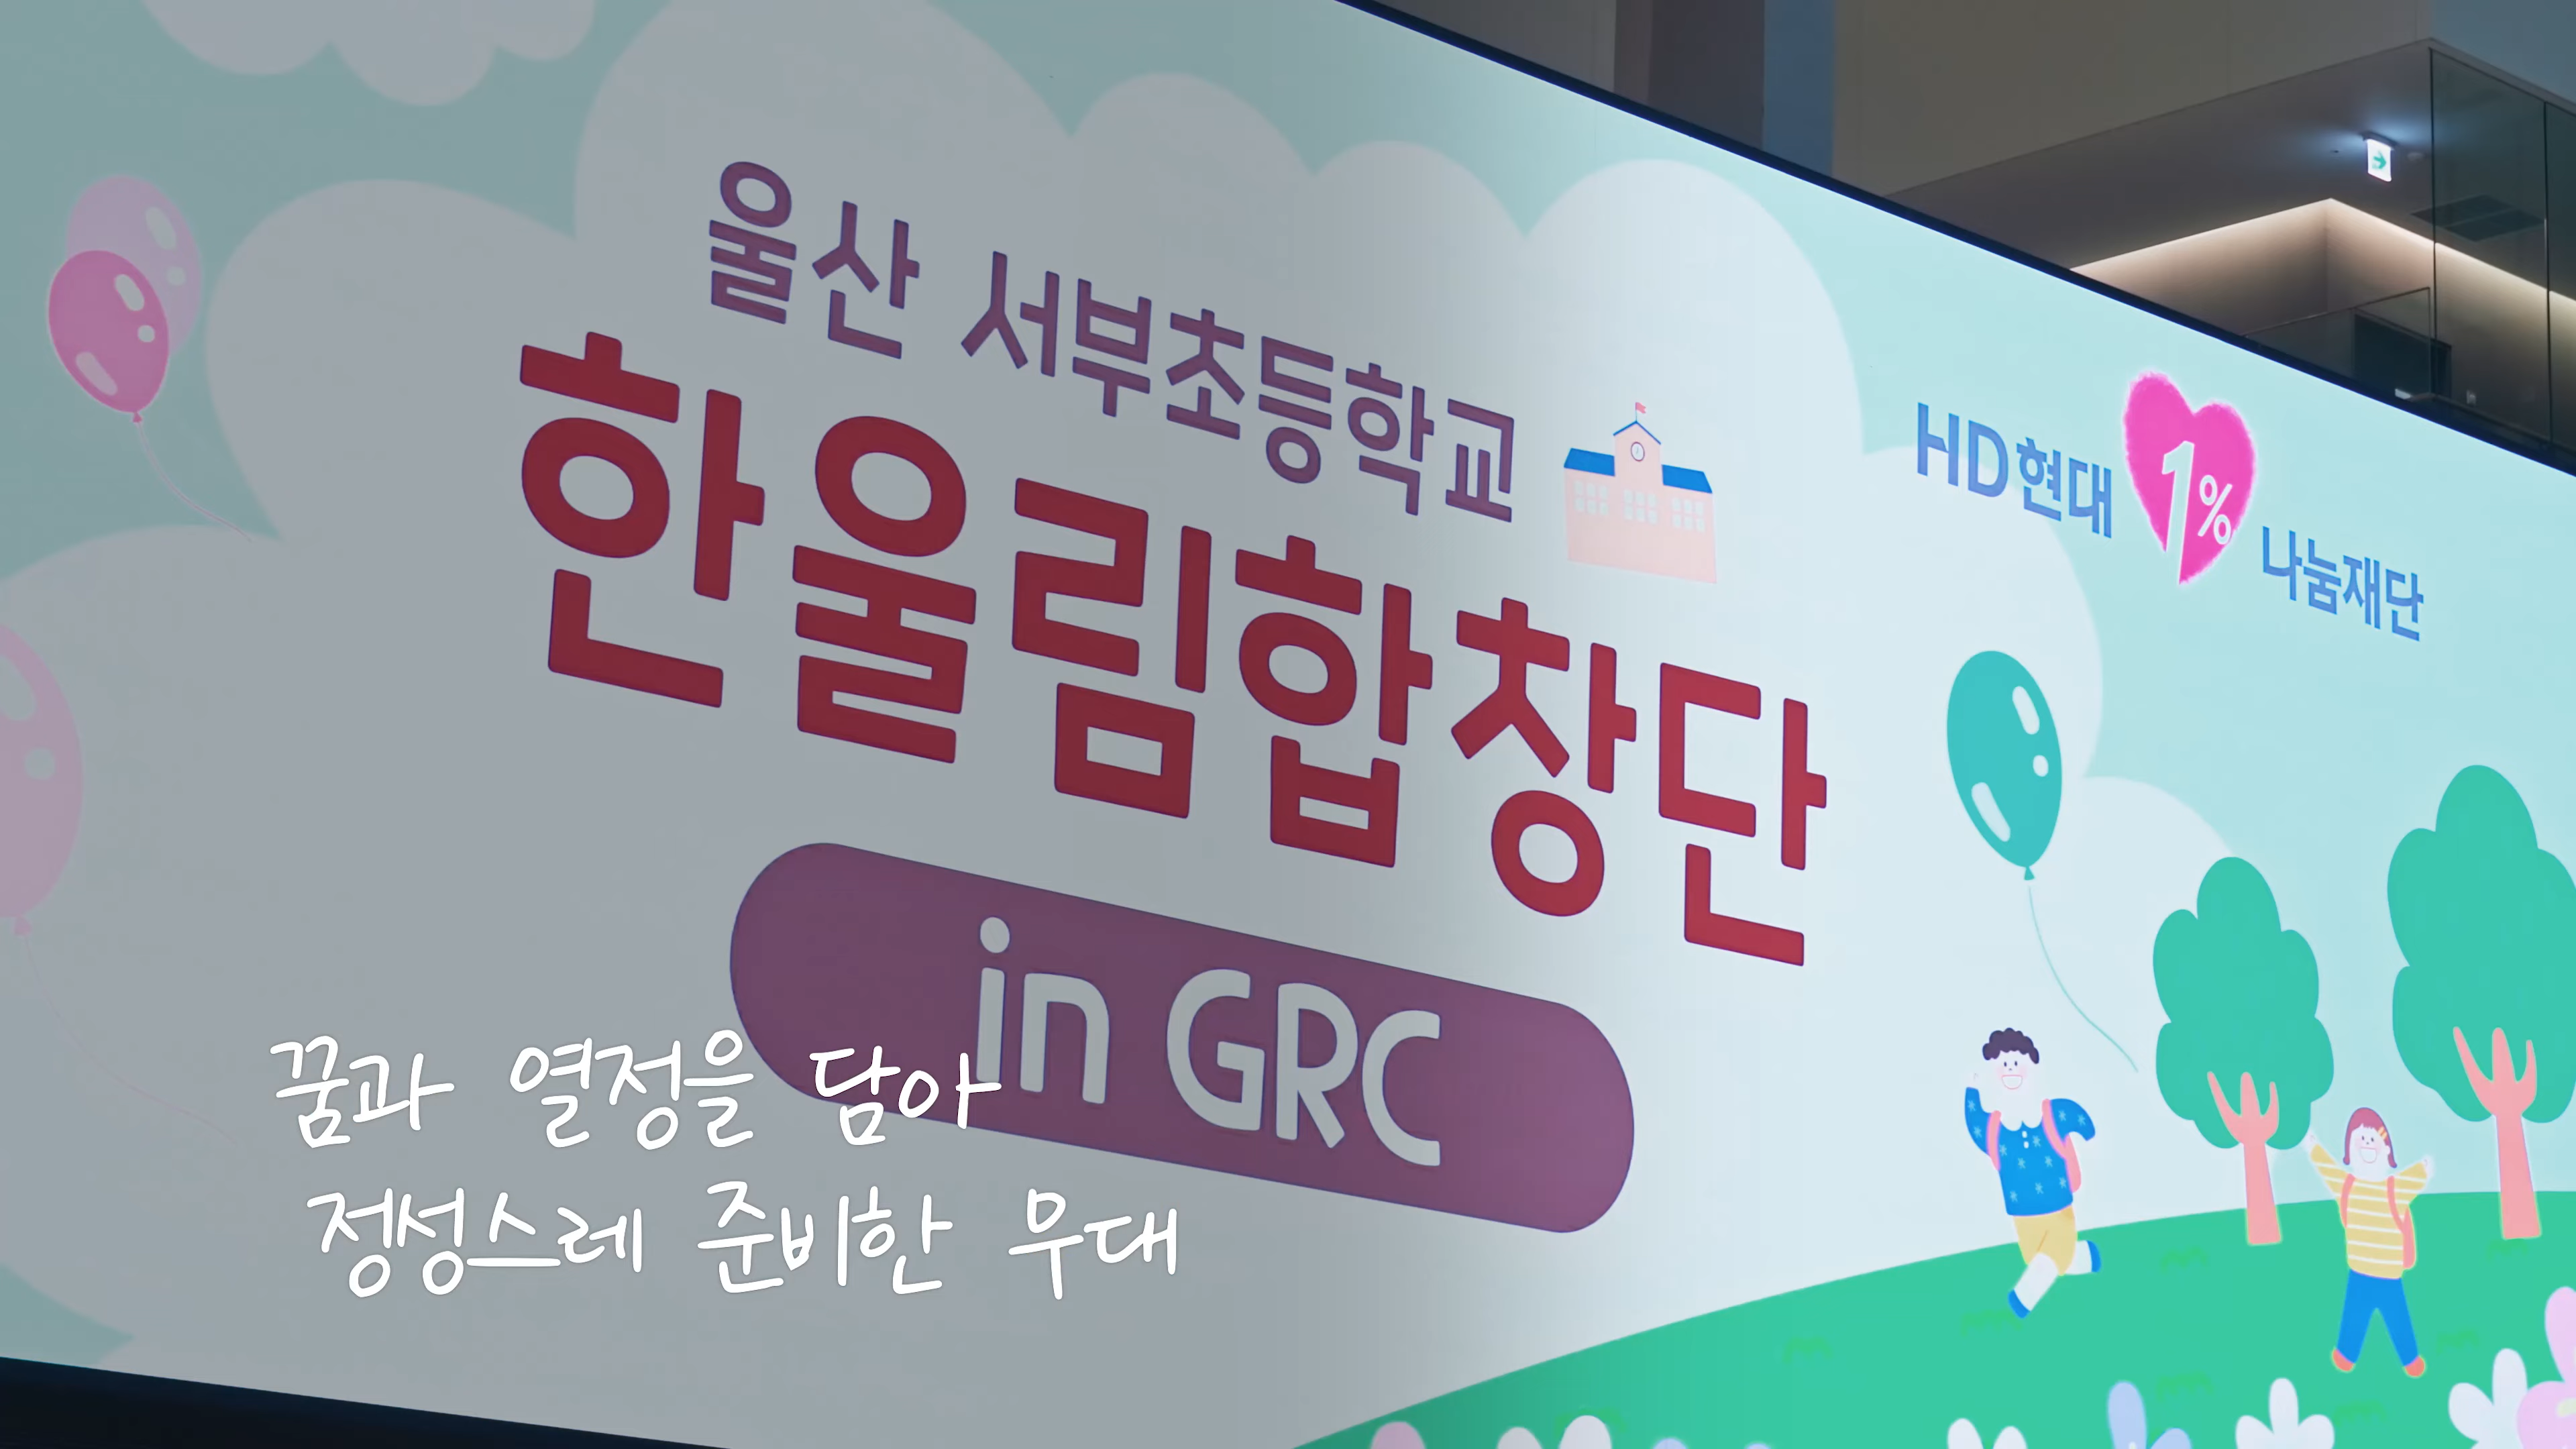 울산 서부초등학교
한울림합창단
in GRC
HD현대 1% 나눔재단
꿈과 열정을 담아
정성스레 준비한 무대